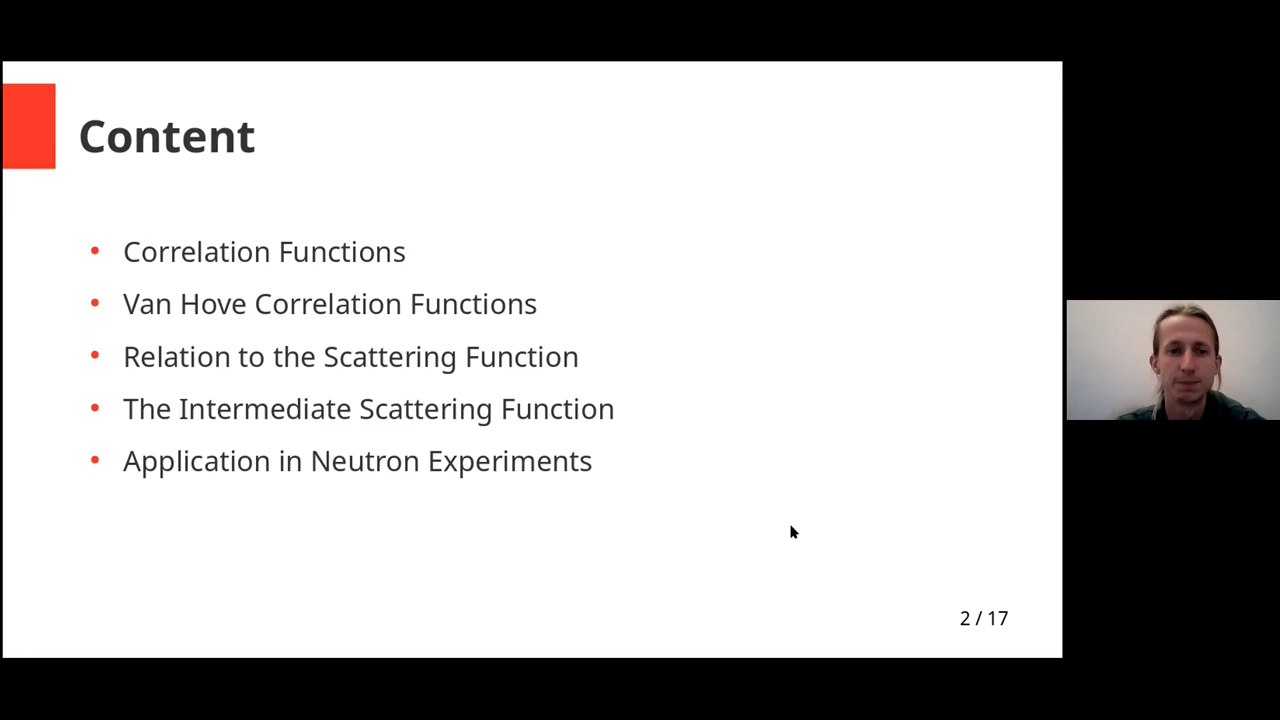 Content
• Correlation Functions
• Van Hove Correlation Functions
• Relation to the Scattering Function
• The Intermediate Scattering Function
• Application in Neutron Experiments
2 / 17